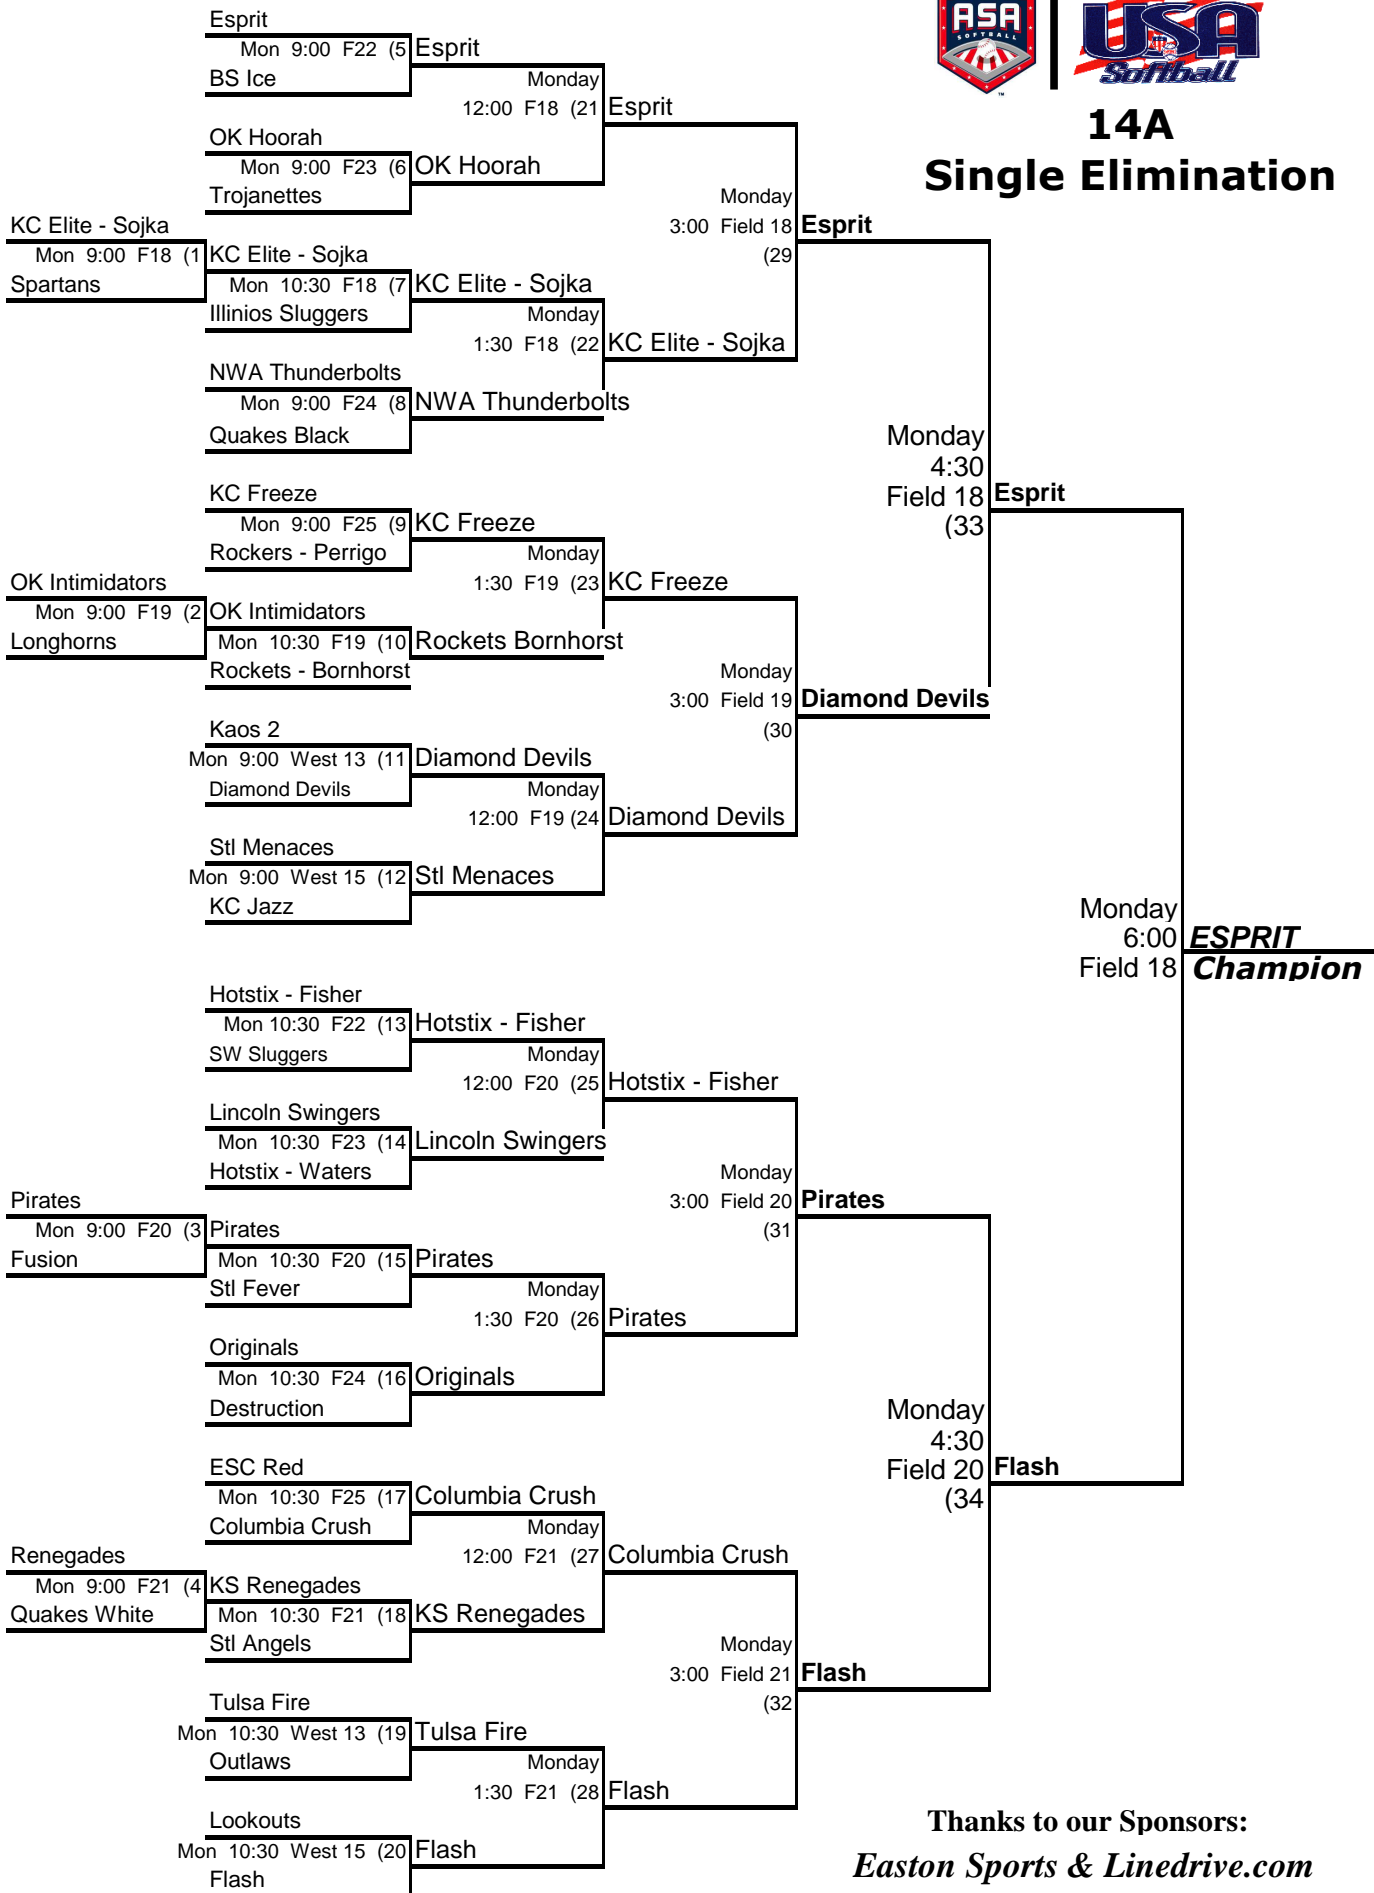 Esprit
Mon 9:00 F22 (5 Esprit
BS Ice
Monday
12:00 F18 (21 Esprit
OK Hoorah
Mon 9:00 F23 (6 OK Hoorah
Trojanettes
ASA
SOFTBALL
TM
USA
Softball
14A
Single Elimination
Monday
3:00 Field 18 Esprit
(29
KC Elite - Sojka
Mon 9:00 F18 (1 KC Elite - Sojka
Spartans
Mon 10:30 F18 (7 KC Elite - Sojka
Illinios Sluggers
Monday
1:30 F18 (22 KC Elite - Sojka
NWA Thunderbolts
Mon 9:00 F24 (8 NWA Thunderbolts
Quakes Black
Monday
4:30
Field 18 Esprit
(33
KC Freeze
Mon 9:00 F25 (9 KC Freeze
Rockers - Perrigo
Monday
1:30 F19 (23 KC Freeze
OK Intimidators
Mon 9:00 F19 (2 OK Intimidators
Longhorns
Mon 10:30 F19 (10 Rockets Bornhorst
Rockets - Bornhorst
Monday
3:00 Field 19 Diamond Devils
(30
Kaos 2
Mon 9:00 West 13 (11 Diamond Devils
Diamond Devils
Monday
12:00 F19 (24 Diamond Devils
Stl Menaces
Mon 9:00 West 15 (12 Stl Menaces
KC Jazz
Monday
6:00 ESPRIT
Field 18 Champion
Hotstix - Fisher
Mon 10:30 F22 (13 Hotstix - Fisher
SW Sluggers
Monday
12:00 F20 (25 Hotstix - Fisher
Lincoln Swingers
Mon 10:30 F23 (14 Lincoln Swingers
Hotstix - Waters
Monday
3:00 Field 20 Pirates
(31
Pirates
Mon 9:00 F20 (3 Pirates
Fusion
Mon 10:30 F20 (15 Pirates
Stl Fever
Monday
1:30 F20 (26 Pirates
Originals
Mon 10:30 F24 (16 Originals
Destruction
Monday
4:30
Field 20 Flash
(34
ESC Red
Mon 10:30 F25 (17 Columbia Crush
Columbia Crush
Monday
12:00 F21 (27 Columbia Crush
Renegades
Mon 9:00 F21 (4 KS Renegades
Quakes White
Mon 10:30 F21 (18 KS Renegades
Stl Angels
Monday
3:00 Field 21 Flash
(32
Tulsa Fire
Mon 10:30 West 13 (19 Tulsa Fire
Outlaws
Monday
1:30 F21 (28 Flash
Lookouts
Mon 10:30 West 15 (20 Flash
Flash
Thanks to our Sponsors:
Easton Sports & Linedrive.com